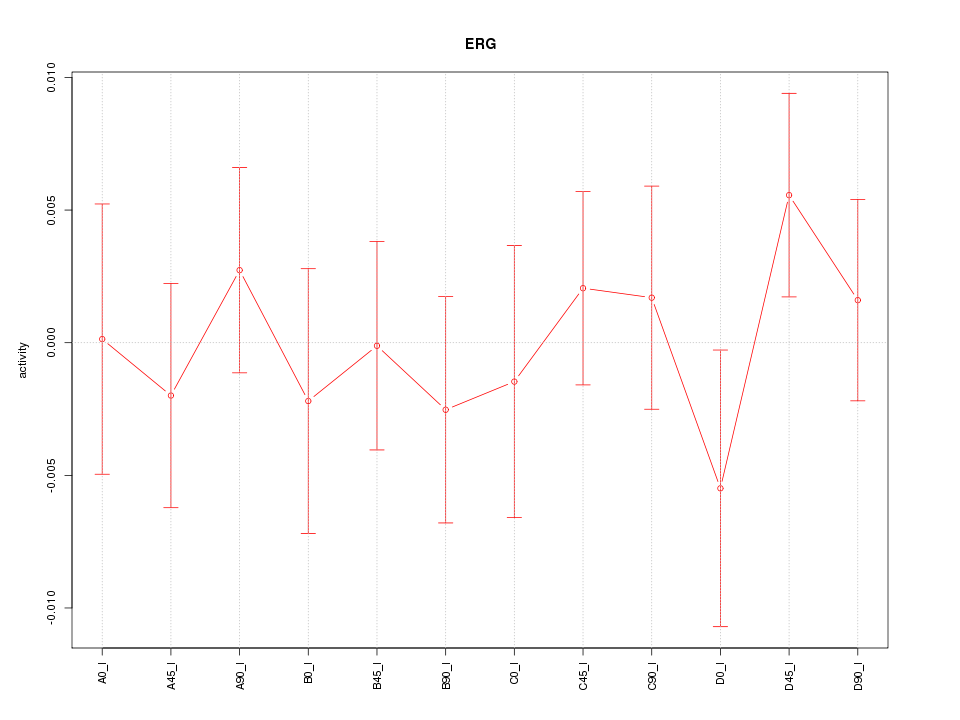 ERG
activity
0.010
0.005
0.000
-0.005
-0.010
A0_I
A45_I
A90_I
B0_I
B45_I
B90_I
C0_I
C45_I
C90_I
D0_I
D45_I
D90_I